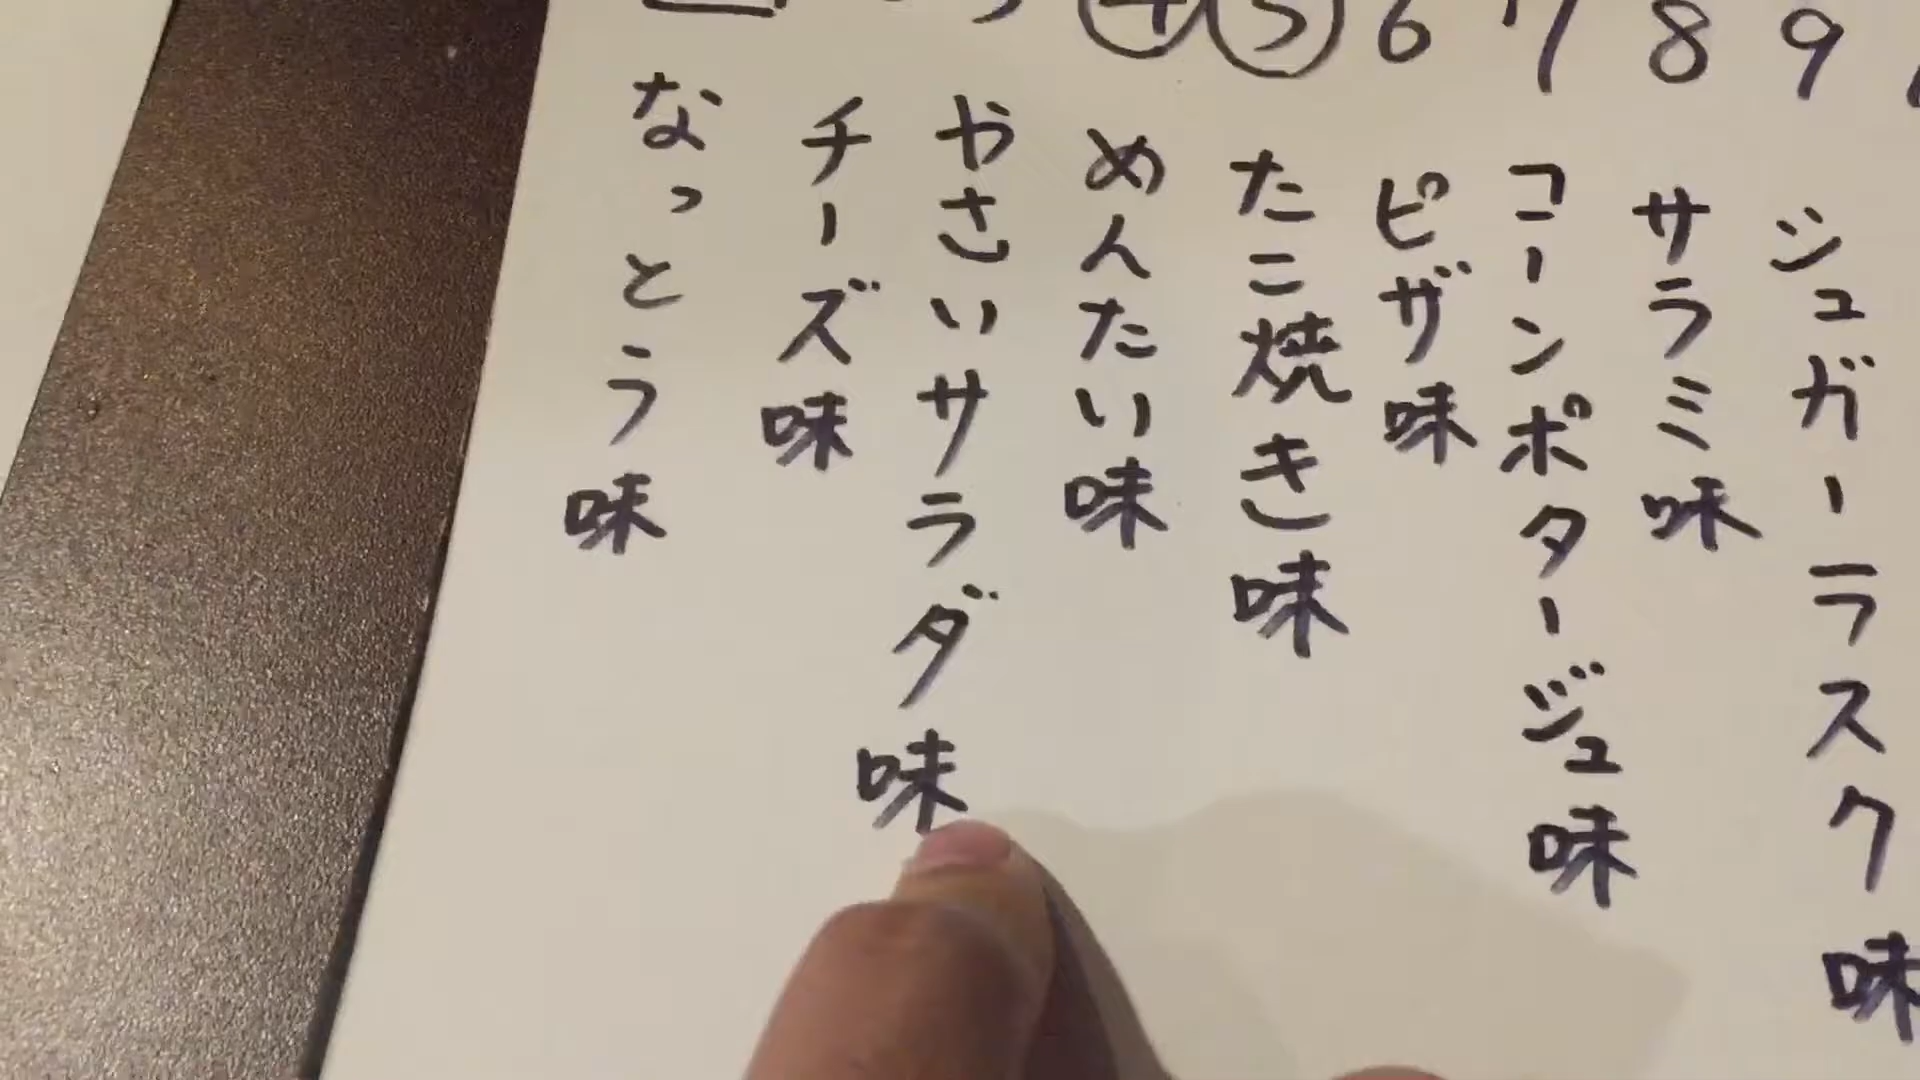 ④ ⑤ 6 7 8 9
なっとう味
チーズ味
やさいサラダ味
めんたい味
たこ焼き味
ピザ味
コーンポタージュ味
サラミ味
シュガーラスク味